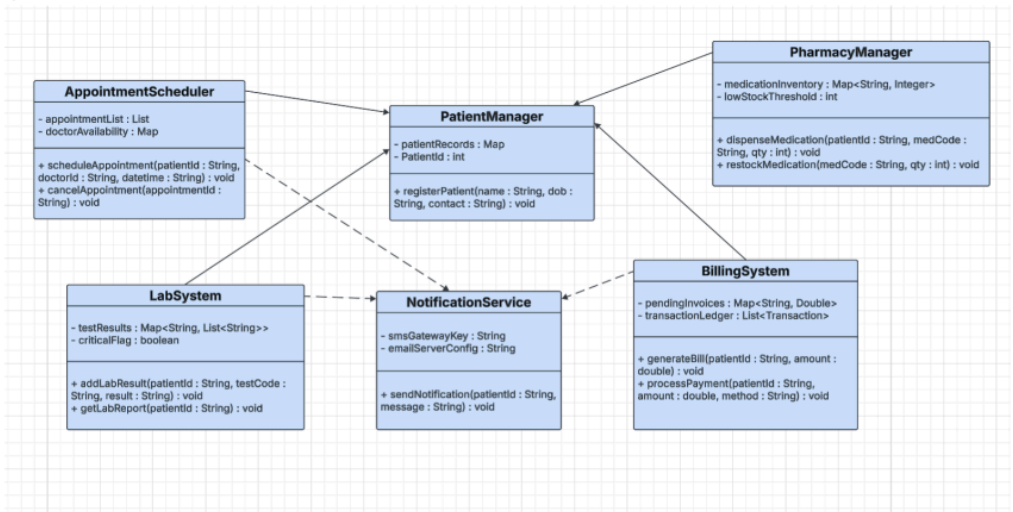 AppointmentScheduler
- appointmentList : List
- doctorAvailability : Map
+ scheduleAppointment(patientId : String,
doctorId : String, datetime : String) : void
+ cancelAppointment(appointmentId :
String) : void
PatientManager
- patientRecords : Map
- PatientId : int
+ registerPatient(name : String, dob :
String, contact : String) : void
PharmacyManager
- medicationInventory : Map<String, Integer>
- lowStockThreshold : int
+ dispenseMedication(patientId : String, medCode :
String, qty : int) : void
+ restockMedication(medCode : String, qty : int) : void
LabSystem
- testResults : Map<String, List<String>>
- criticalFlag : boolean
+ addLabResult(patientId : String, testCode :
String, result : String) : void
+ getLabReport(patientId : String) : void
NotificationService
- smsGatewayKey : String
- emailServerConfig : String
+ sendNotification(patientId : String,
message : String) : void
BillingSystem
- pendingInvoices : Map<String, Double>
- transactionLedger : List<Transaction>
+ generateBill(patientId : String, amount :
double) : void
+ processPayment(patientId : String,
amount : double, method : String) : void